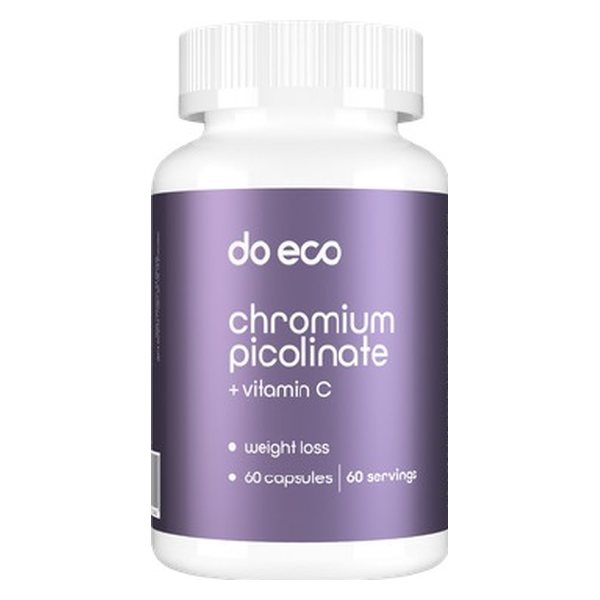 do eco
chromium
picolinate
+ vitamin C
• weight loss
• 60 capsules | 60 servings